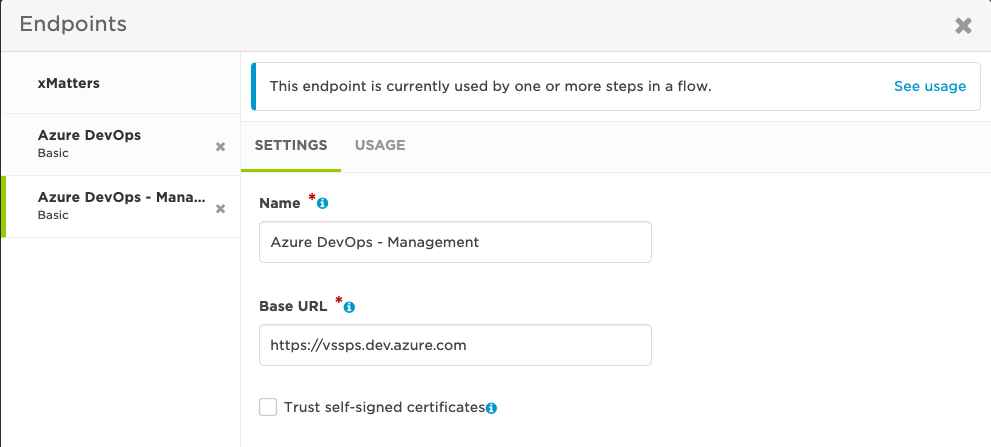 Endpoints
xMatters
Azure DevOps
Basic
Azure DevOps - Mana...
Basic
This endpoint is currently used by one or more steps in a flow.
See usage
SETTINGS
USAGE
Name *
Azure DevOps - Management
Base URL *
https://vssps.dev.azure.com
Trust self-signed certificates